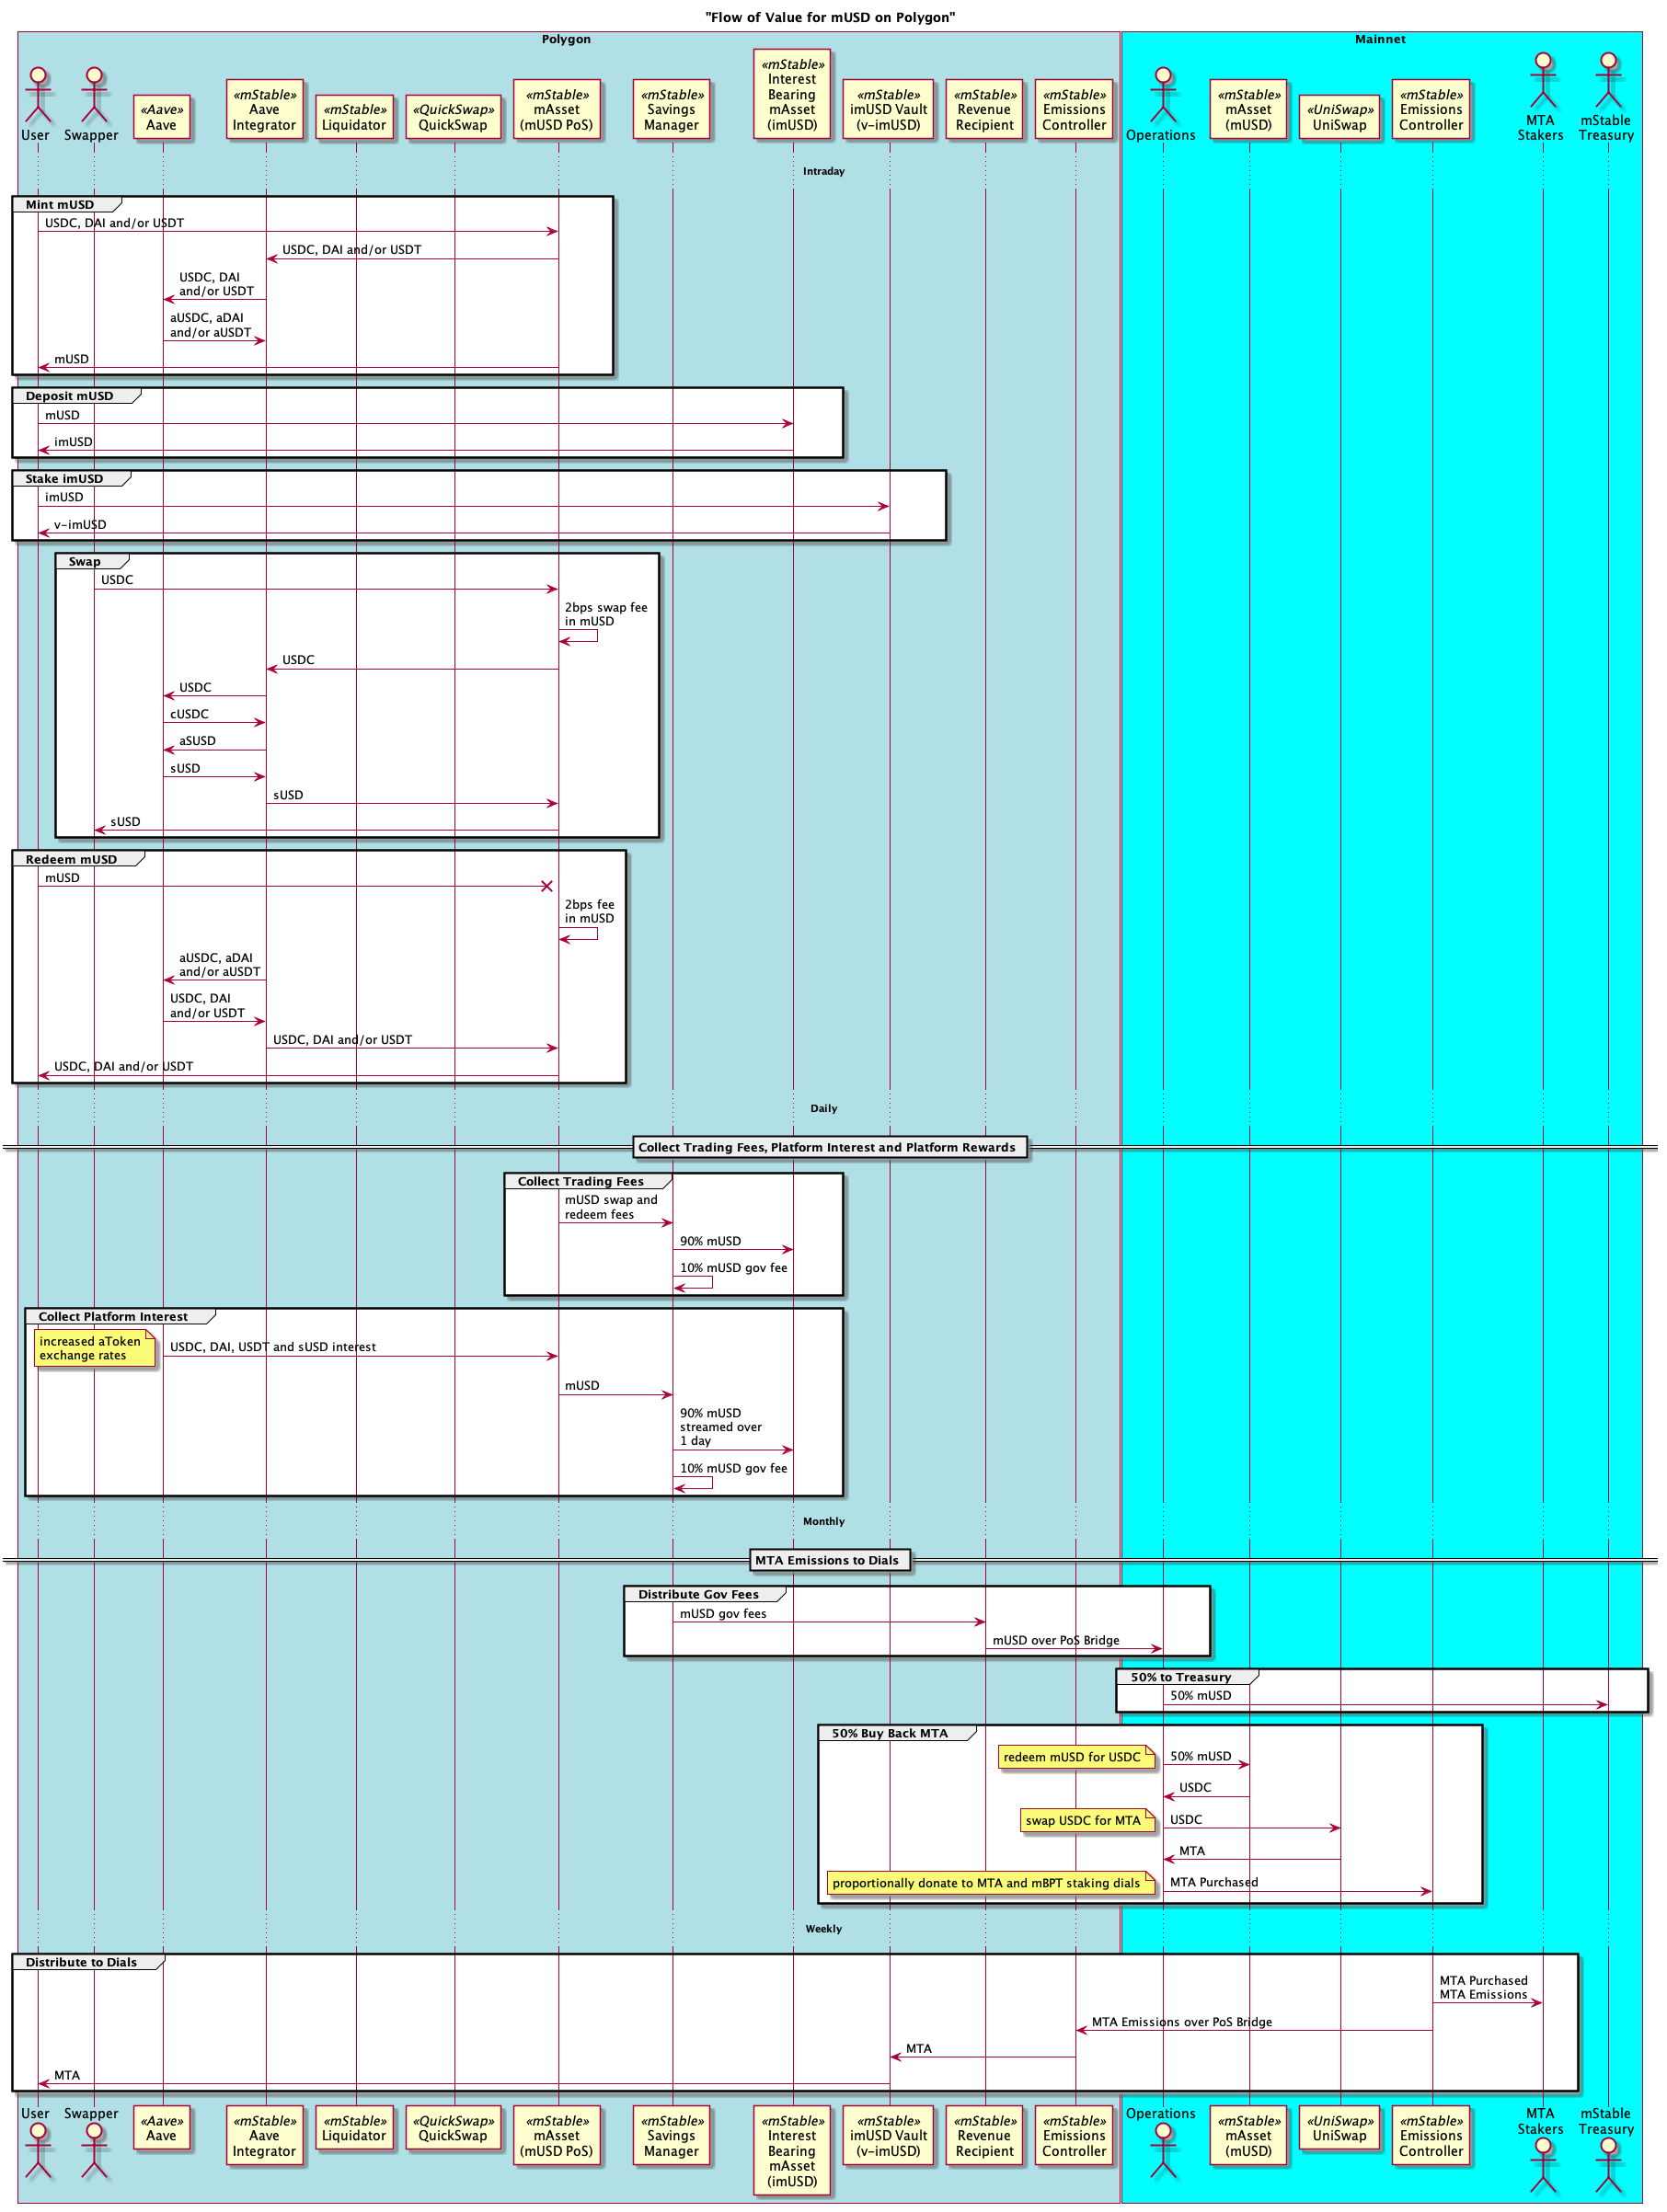 "Flow of Value for mUSD on Polygon"
Polygon
Mainnet
User
Swapper
«Aave»
Aave
«mStable»
Aave
Integrator
«mStable»
Liquidator
«QuickSwap»
QuickSwap
«mStable»
mAsset
(mUSD PoS)
«mStable»
Savings
Manager
«mStable»
Interest
Bearing
mAsset
(imUSD)
«mStable»
imUSD Vault
(v-imUSD)
«mStable»
Revenue
Recipient
«mStable»
Emissions
Controller
Operations
«mStable»
mAsset
(mUSD)
«UniSwap»
UniSwap
«mStable»
Emissions
Controller
MTA
Stakers
mStable
Treasury
Intraday
Mint mUSD
USDC, DAI and/or USDT
USDC, DAI and/or USDT
USDC, DAI
and/or USDT
aUSDC, aDAI
and/or aUSDT
mUSD
Deposit mUSD
mUSD
imUSD
Stake imUSD
imUSD
v-imUSD
Swap
USDC
2bps swap fee
in mUSD
USDC
USDC
cUSDC
aSUSD
sUSD
sUSD
sUSD
Redeem mUSD
mUSD
2bps fee
in mUSD
aUSDC, aDAI
and/or aUSDT
USDC, DAI
and/or USDT
USDC, DAI and/or USDT
USDC, DAI and/or USDT
Daily
Collect Trading Fees, Platform Interest and Platform Rewards
Collect Trading Fees
mUSD swap and
redeem fees
90% mUSD
10% mUSD gov fee
Collect Platform Interest
increased aToken
exchange rates
USDC, DAI, USDT and sUSD interest
mUSD
90% mUSD
streamed over
1 day
10% mUSD gov fee
Monthly
MTA Emissions to Dials
Distribute Gov Fees
mUSD gov fees
mUSD over PoS Bridge
50% to Treasury
50% mUSD
50% Buy Back MTA
redeem mUSD for USDC
50% mUSD
USDC
swap USDC for MTA
USDC
MTA
proportionally donate to MTA and mBPT staking dials
MTA Purchased
Weekly
Distribute to Dials
MTA Purchased
MTA Emissions
MTA Emissions over PoS Bridge
MTA
MTA
User
Swapper
«Aave»
Aave
«mStable»
Aave
Integrator
«mStable»
Liquidator
«QuickSwap»
QuickSwap
«mStable»
mAsset
(mUSD PoS)
«mStable»
Savings
Manager
«mStable»
Interest
Bearing
mAsset
(imUSD)
«mStable»
imUSD Vault
(v-imUSD)
«mStable»
Revenue
Recipient
«mStable»
Emissions
Controller
Operations
«mStable»
mAsset
(mUSD)
«UniSwap»
UniSwap
«mStable»
Emissions
Controller
MTA
Stakers
mStable
Treasury